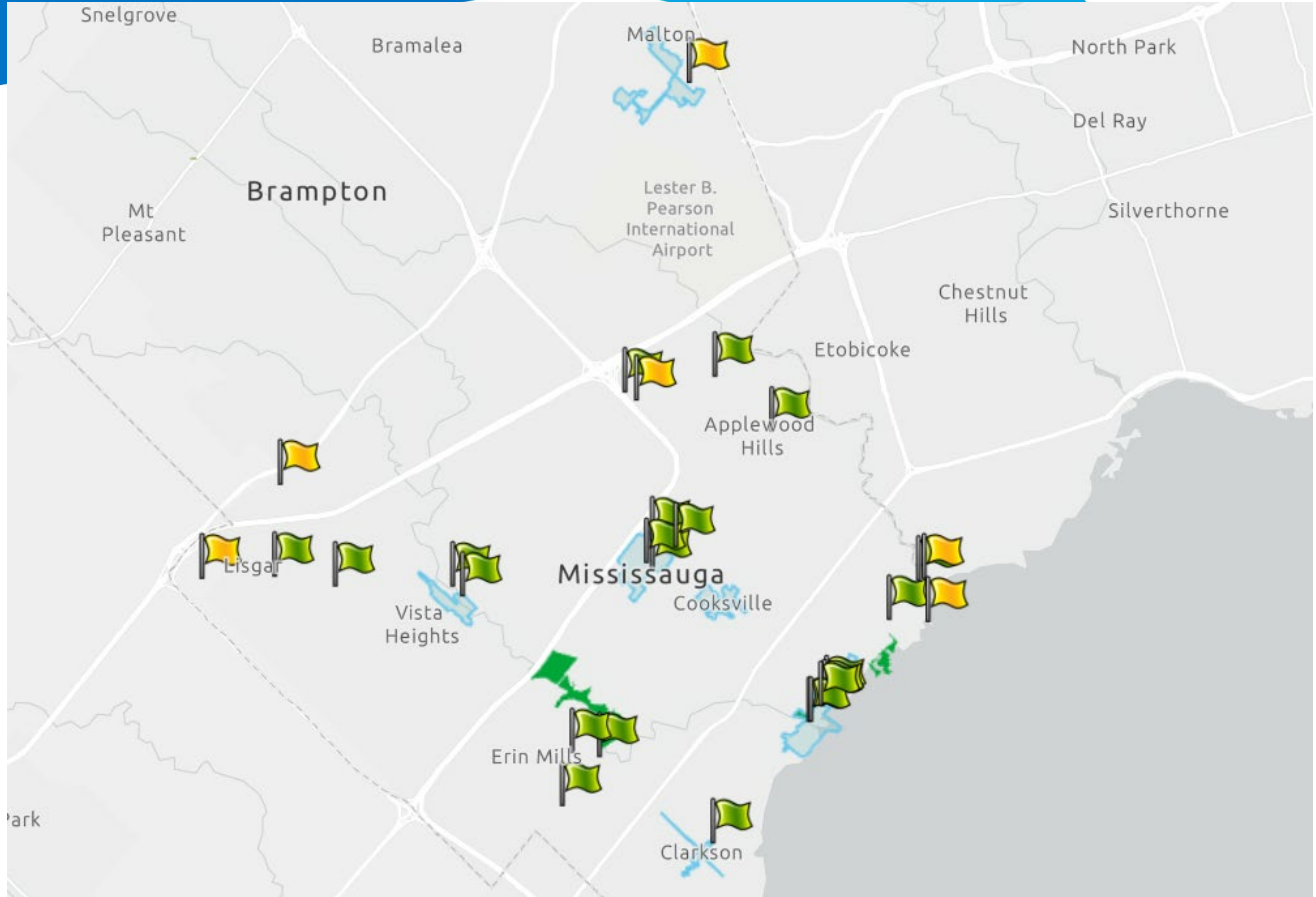 Snelgrove
Bramalea
Malton
North Park
Del Ray
Brampton
Lester B.
Pearson
International
Airport
Mt
Pleasant
Silverthorne
Chestnut
Hills
Etobicoke
Applewood
Hills
Lisgar
Mississauga
Cooksville
Vista
Heights
Erin Mills
Park
Clarkson